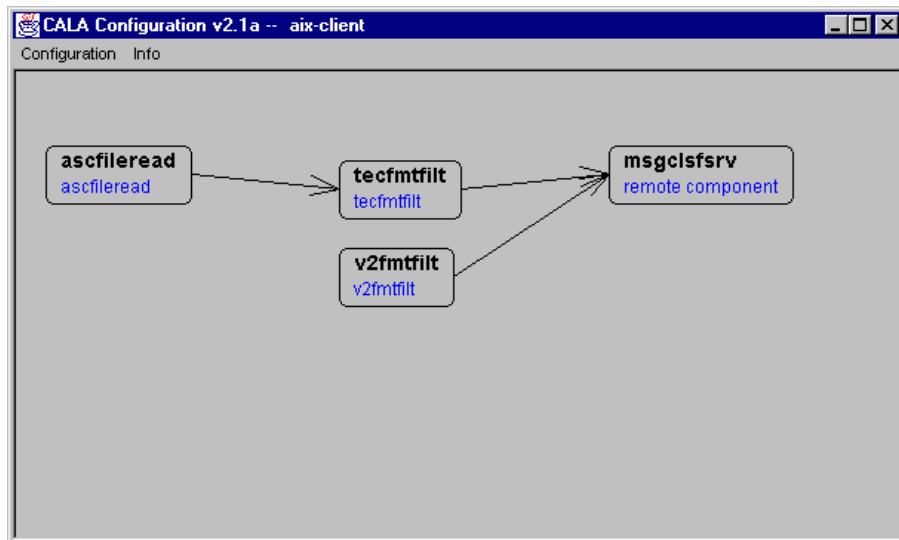 CALA Configuration v2.1a -- aix-client
Configuration Info
ascfileread
ascfileread
tecfmtfilt
tecfmtfilt
msgclsfsrv
remote component
v2fmtfilt
v2fmtfilt